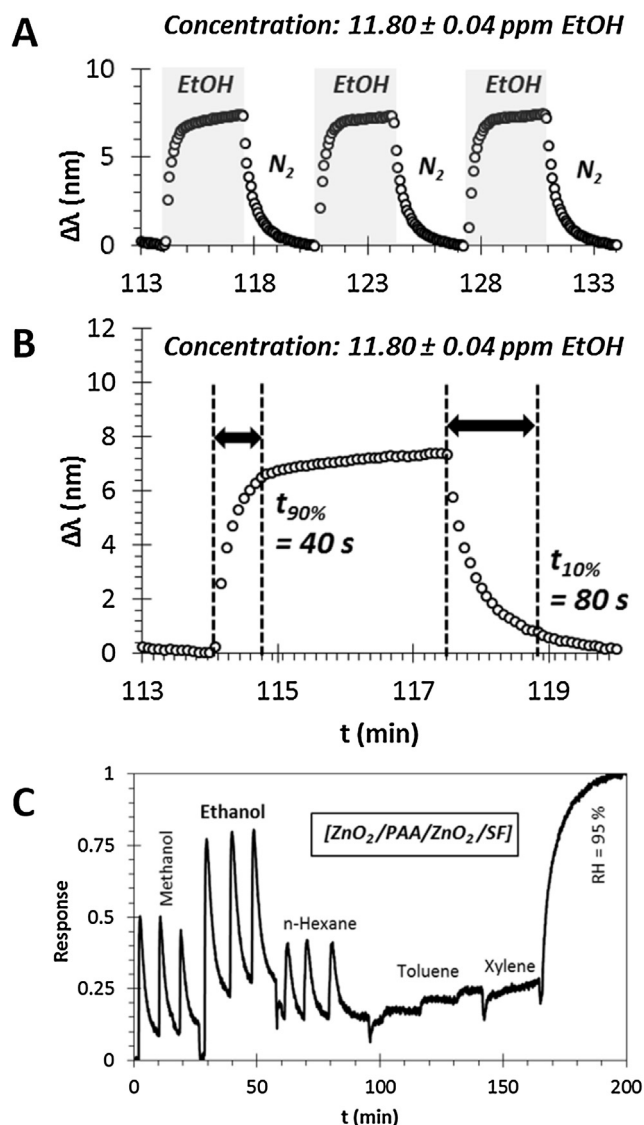 A
Concentration: 11.80 ± 0.04 ppm EtOH
10
EtOH
EtOH
EtOH
5
N2
N2
N2
0
Δλ (nm)
113
118
123
128
133
B
Concentration: 11.80 ± 0.04 ppm EtOH
12
10
8
6
4
2
0
Δλ (nm)
t90%
= 40 s
t10%
= 80 s
113
115
117
119
t (min)
C
1
0.75
0.5
0.25
0
Response
Methanol
Ethanol
[ZnO2/PAA/ZnO2/SF]
n-Hexane
Toluene
Xylene
RH = 95 %
0
50
100
150
200
t (min)